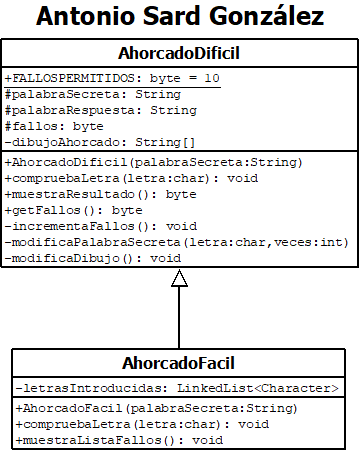 Antonio Sard González
AhorcadoDificil
+FALLOSPERMITIDOS: byte = 10
#palabraSecreta: String
#palabraRespuesta: String
#fallos: byte
-dibujoAhorcado: String[]
+AhorcadoDificil(palabraSecreta:String)
+compruebaLetra(letra:char): void
+muestraResultado(): byte
+getFallos(): byte
-incrementaFallos(): void
-modificaPalabraSecreta(letra:char,veces:int)
-modificaDibujo(): void
AhorcadoFacil
-letrasIntroducidas: LinkedList<Character>
+AhorcadoFacil(palabraSecreta:String)
+compruebaLetra(letra:char): void
+muestraListaFallos(): void